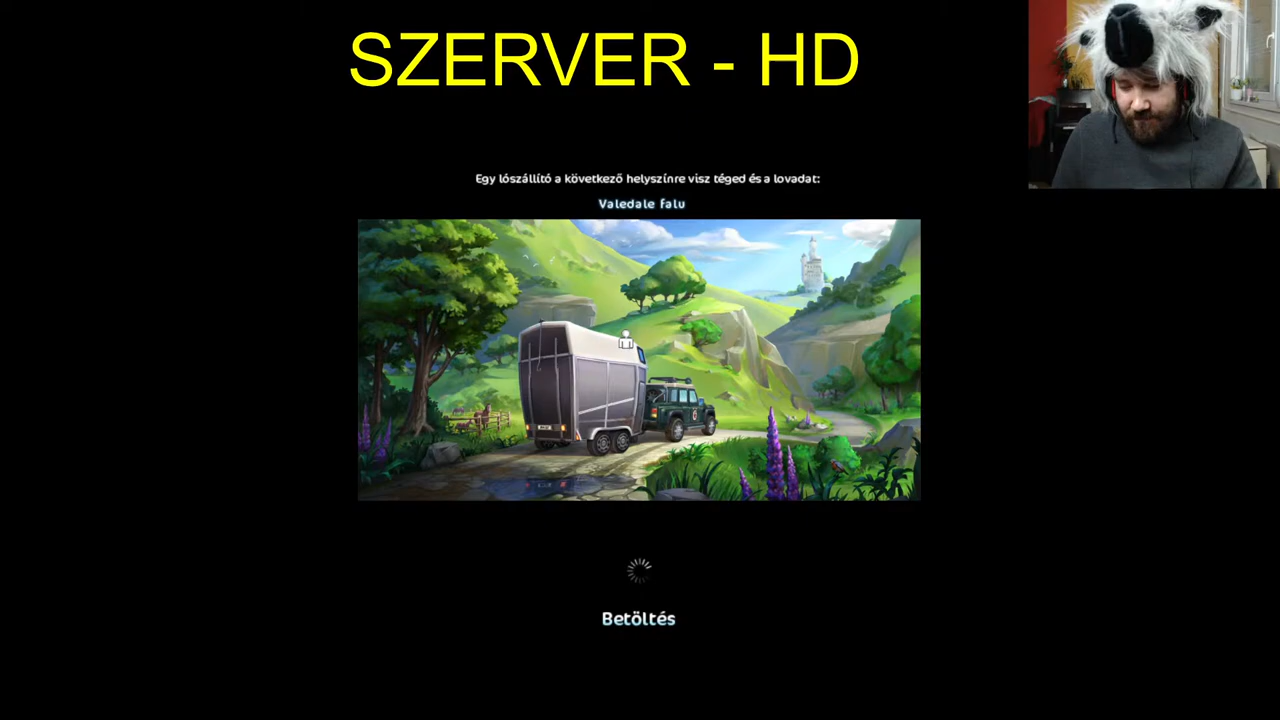 SZERVER - HD
Egy lószállító a következő helyszínre visz téged és a lovadat:
Valedale falu
Betöltés